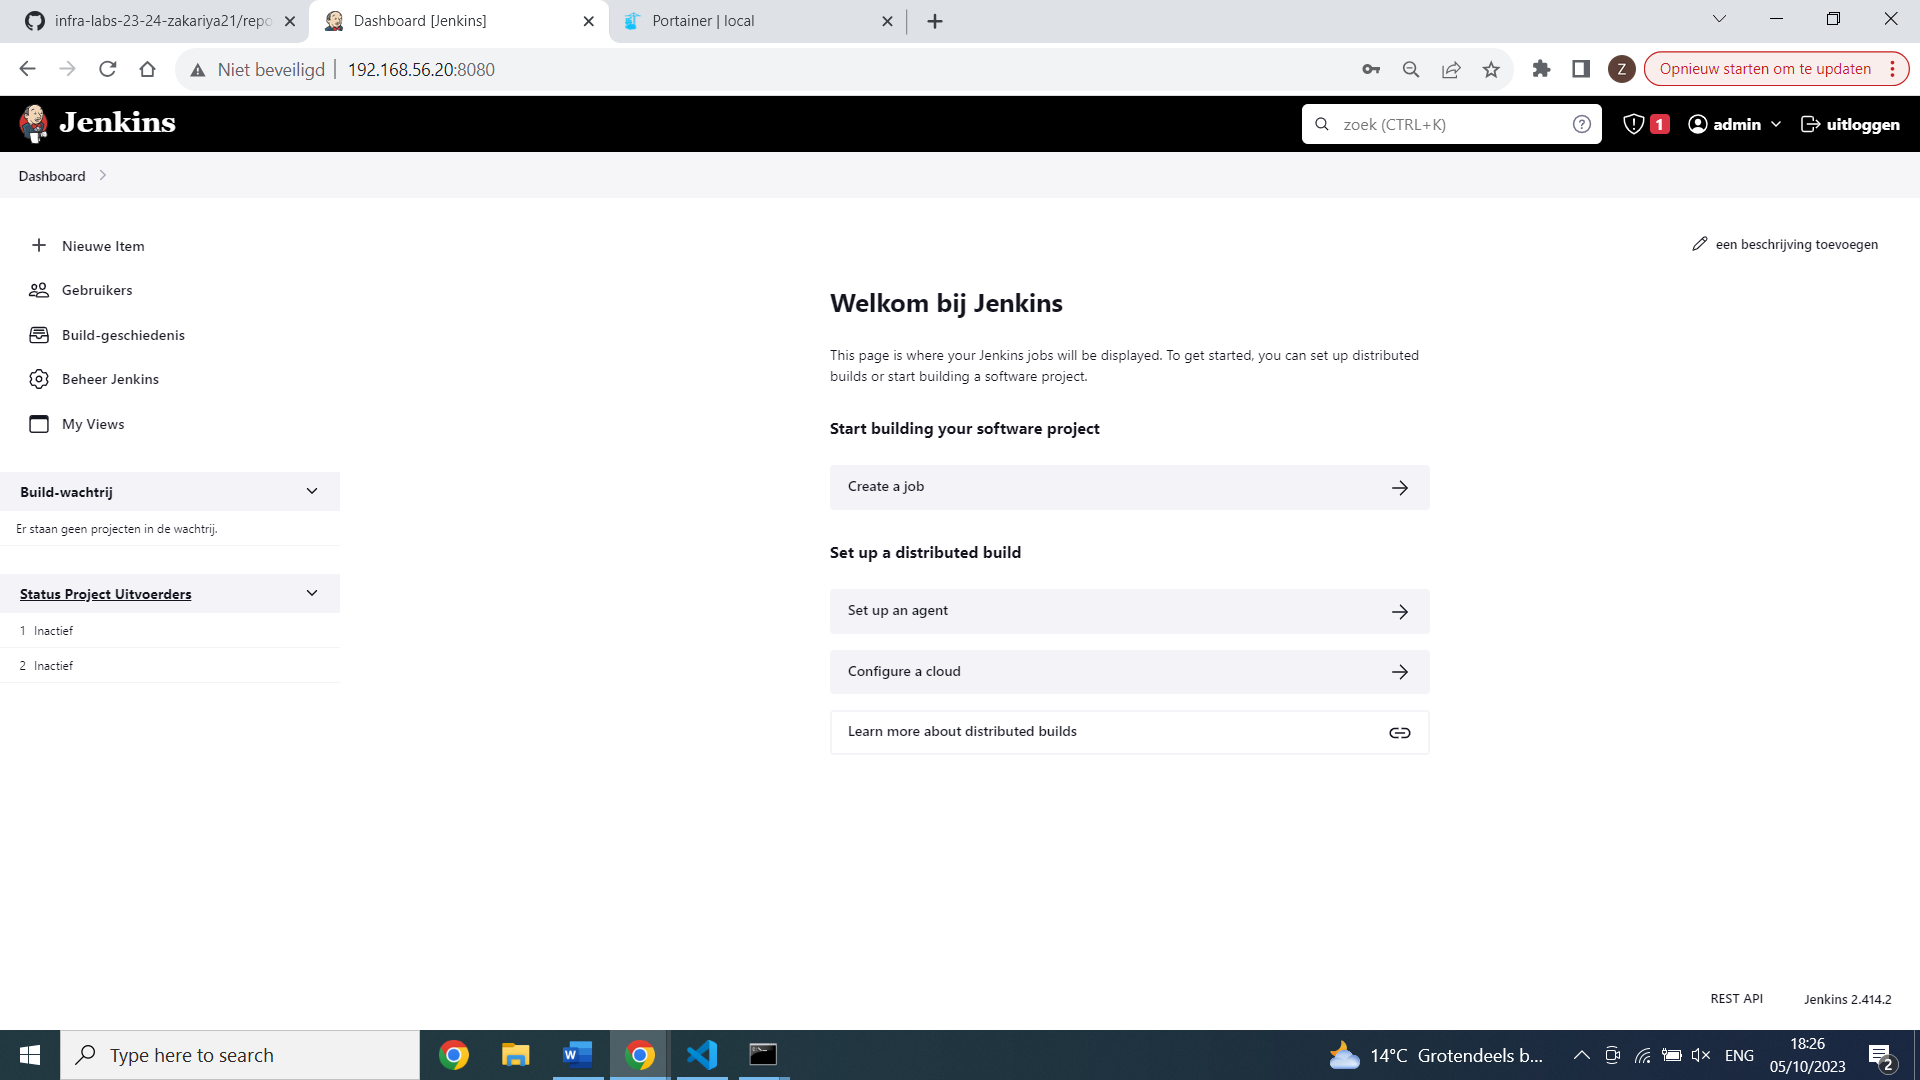 infra-labs-23-24-zakariya21/repo
Dashboard [Jenkins]
Portainer | local
Niet beveiligd
192.168.56.20:8080
Z
Opnieuw starten om te updaten
Jenkins
zoek (CTRL+K)
1
admin
uitloggen
Dashboard
Nieuwe Item
Gebruikers
Build-geschiedenis
Beheer Jenkins
My Views
Build-wachtrij
Er staan geen projecten in de wachtrij.
Status Project Uitvoerders
1 Inactief
2 Inactief
een beschrijving toevoegen
Welkom bij Jenkins
This page is where your Jenkins jobs will be displayed. To get started, you can set up distributed
builds or start building a software project.
Start building your software project
Create a job
Set up a distributed build
Set up an agent
Configure a cloud
Learn more about distributed builds
REST API
Jenkins 2.414.2
Type here to search
14°C Grotendeels b...
ENG
18:26
05/10/2023
2